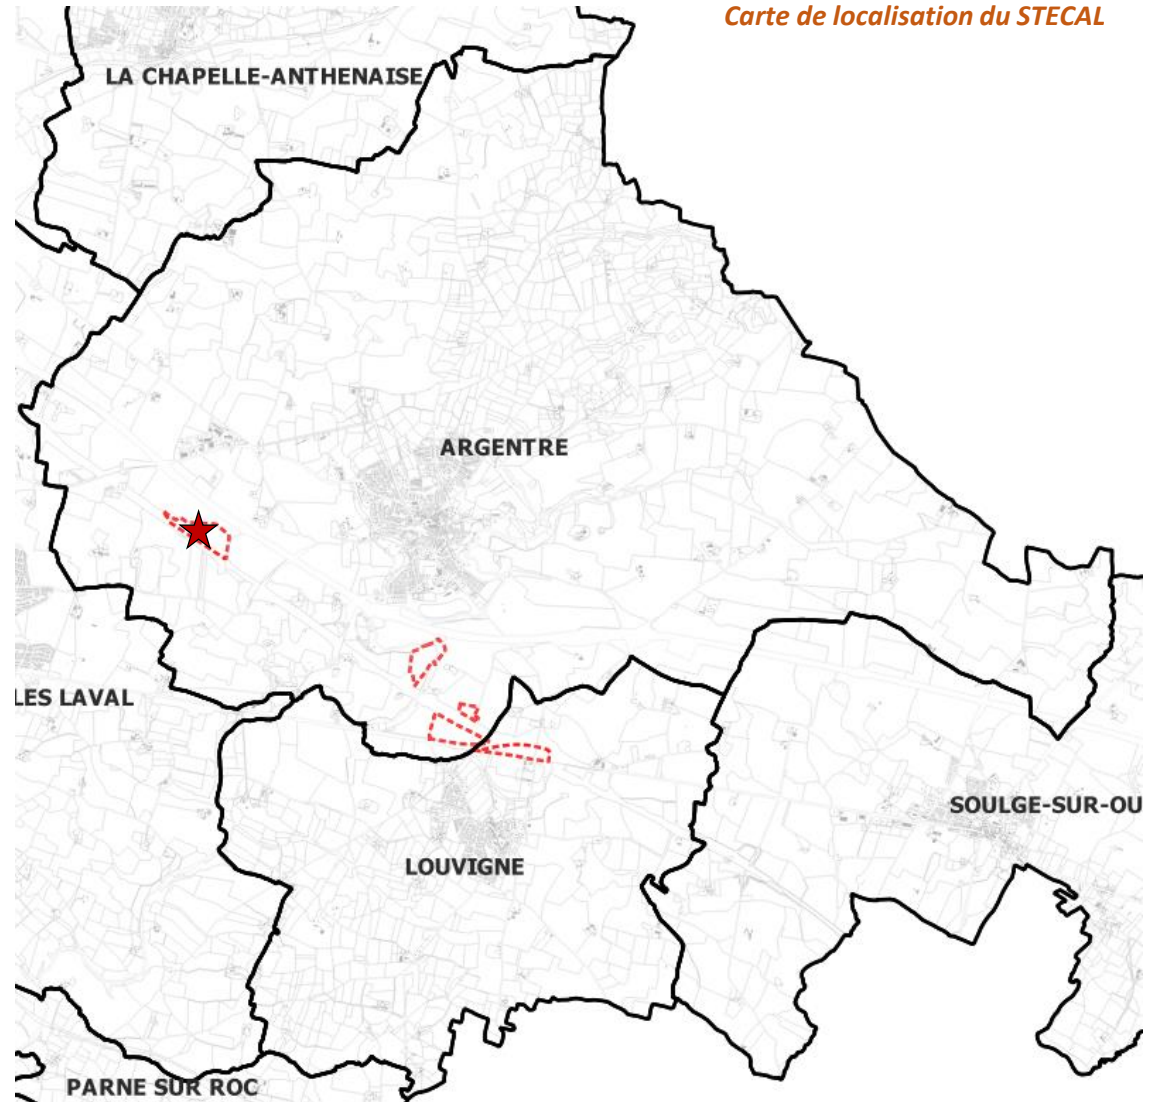 Carte de localisation du STECAL
LA CHAPELLE-ANTHENAISE
ARGENTRE
LES LAVAL
SOULGE-SUR-OU
LOUVIGNE
PARNE SUR ROC